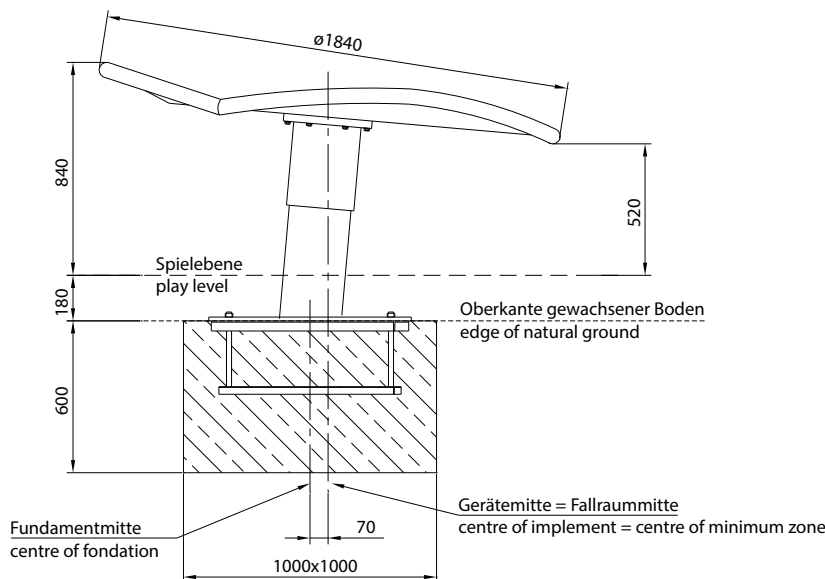 ø1840
840
520
Spielebene
play level
180
Oberkante gewachsener Boden
edge of natural ground
600
Gerätemitte = Fallraummitte
centre of implement = centre of minimum zone
Fundamentmitte
centre of fondation
70
1000x1000